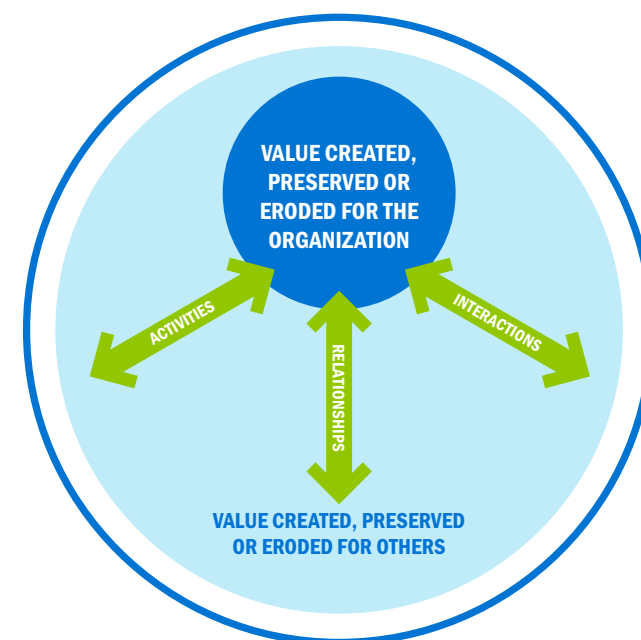 VALUE CREATED,
PRESERVED OR
ERODED FOR THE
ORGANIZATION
ACTIVITIES
RELATIONSHIPS
INTERACTIONS
VALUE CREATED, PRESERVED
OR ERODED FOR OTHERS